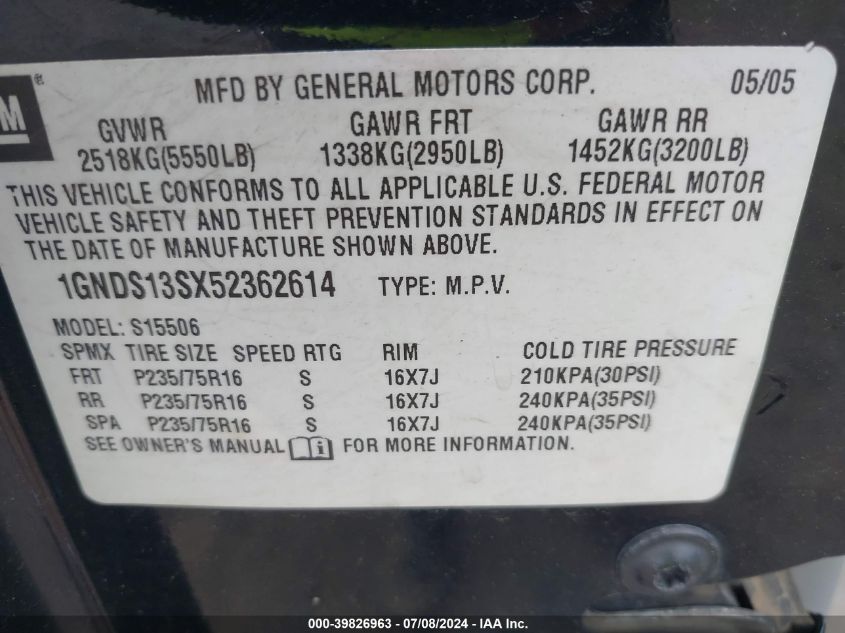 MFD BY GENERAL MOTORS CORP. 05/05
GVWR GAWR FRT GAWR RR
2518KG(5550LB) 1338KG(2950LB) 1452KG(3200LB)
THIS VEHICLE CONFORMS TO ALL APPLICABLE U.S. FEDERAL MOTOR
VEHICLE SAFETY AND THEFT PREVENTION STANDARDS IN EFFECT ON
THE DATE OF MANUFACTURE SHOWN ABOVE.
1GNDS13SX52362614 TYPE: M.P.V.
MODEL: S15506
SPMX TIRE SIZE SPEED RTG RIM COLD TIRE PRESSURE
FRT P235/75R16 S 16X7J 210KPA(30PSI)
RR P235/75R16 S 16X7J 240KPA(35PSI)
SPA P235/75R16 S 16X7J 240KPA(35PSI)
SEE OWNER'S MANUAL i FOR MORE INFORMATION.
000-39826963 - 07/08/2024 - IAA Inc.